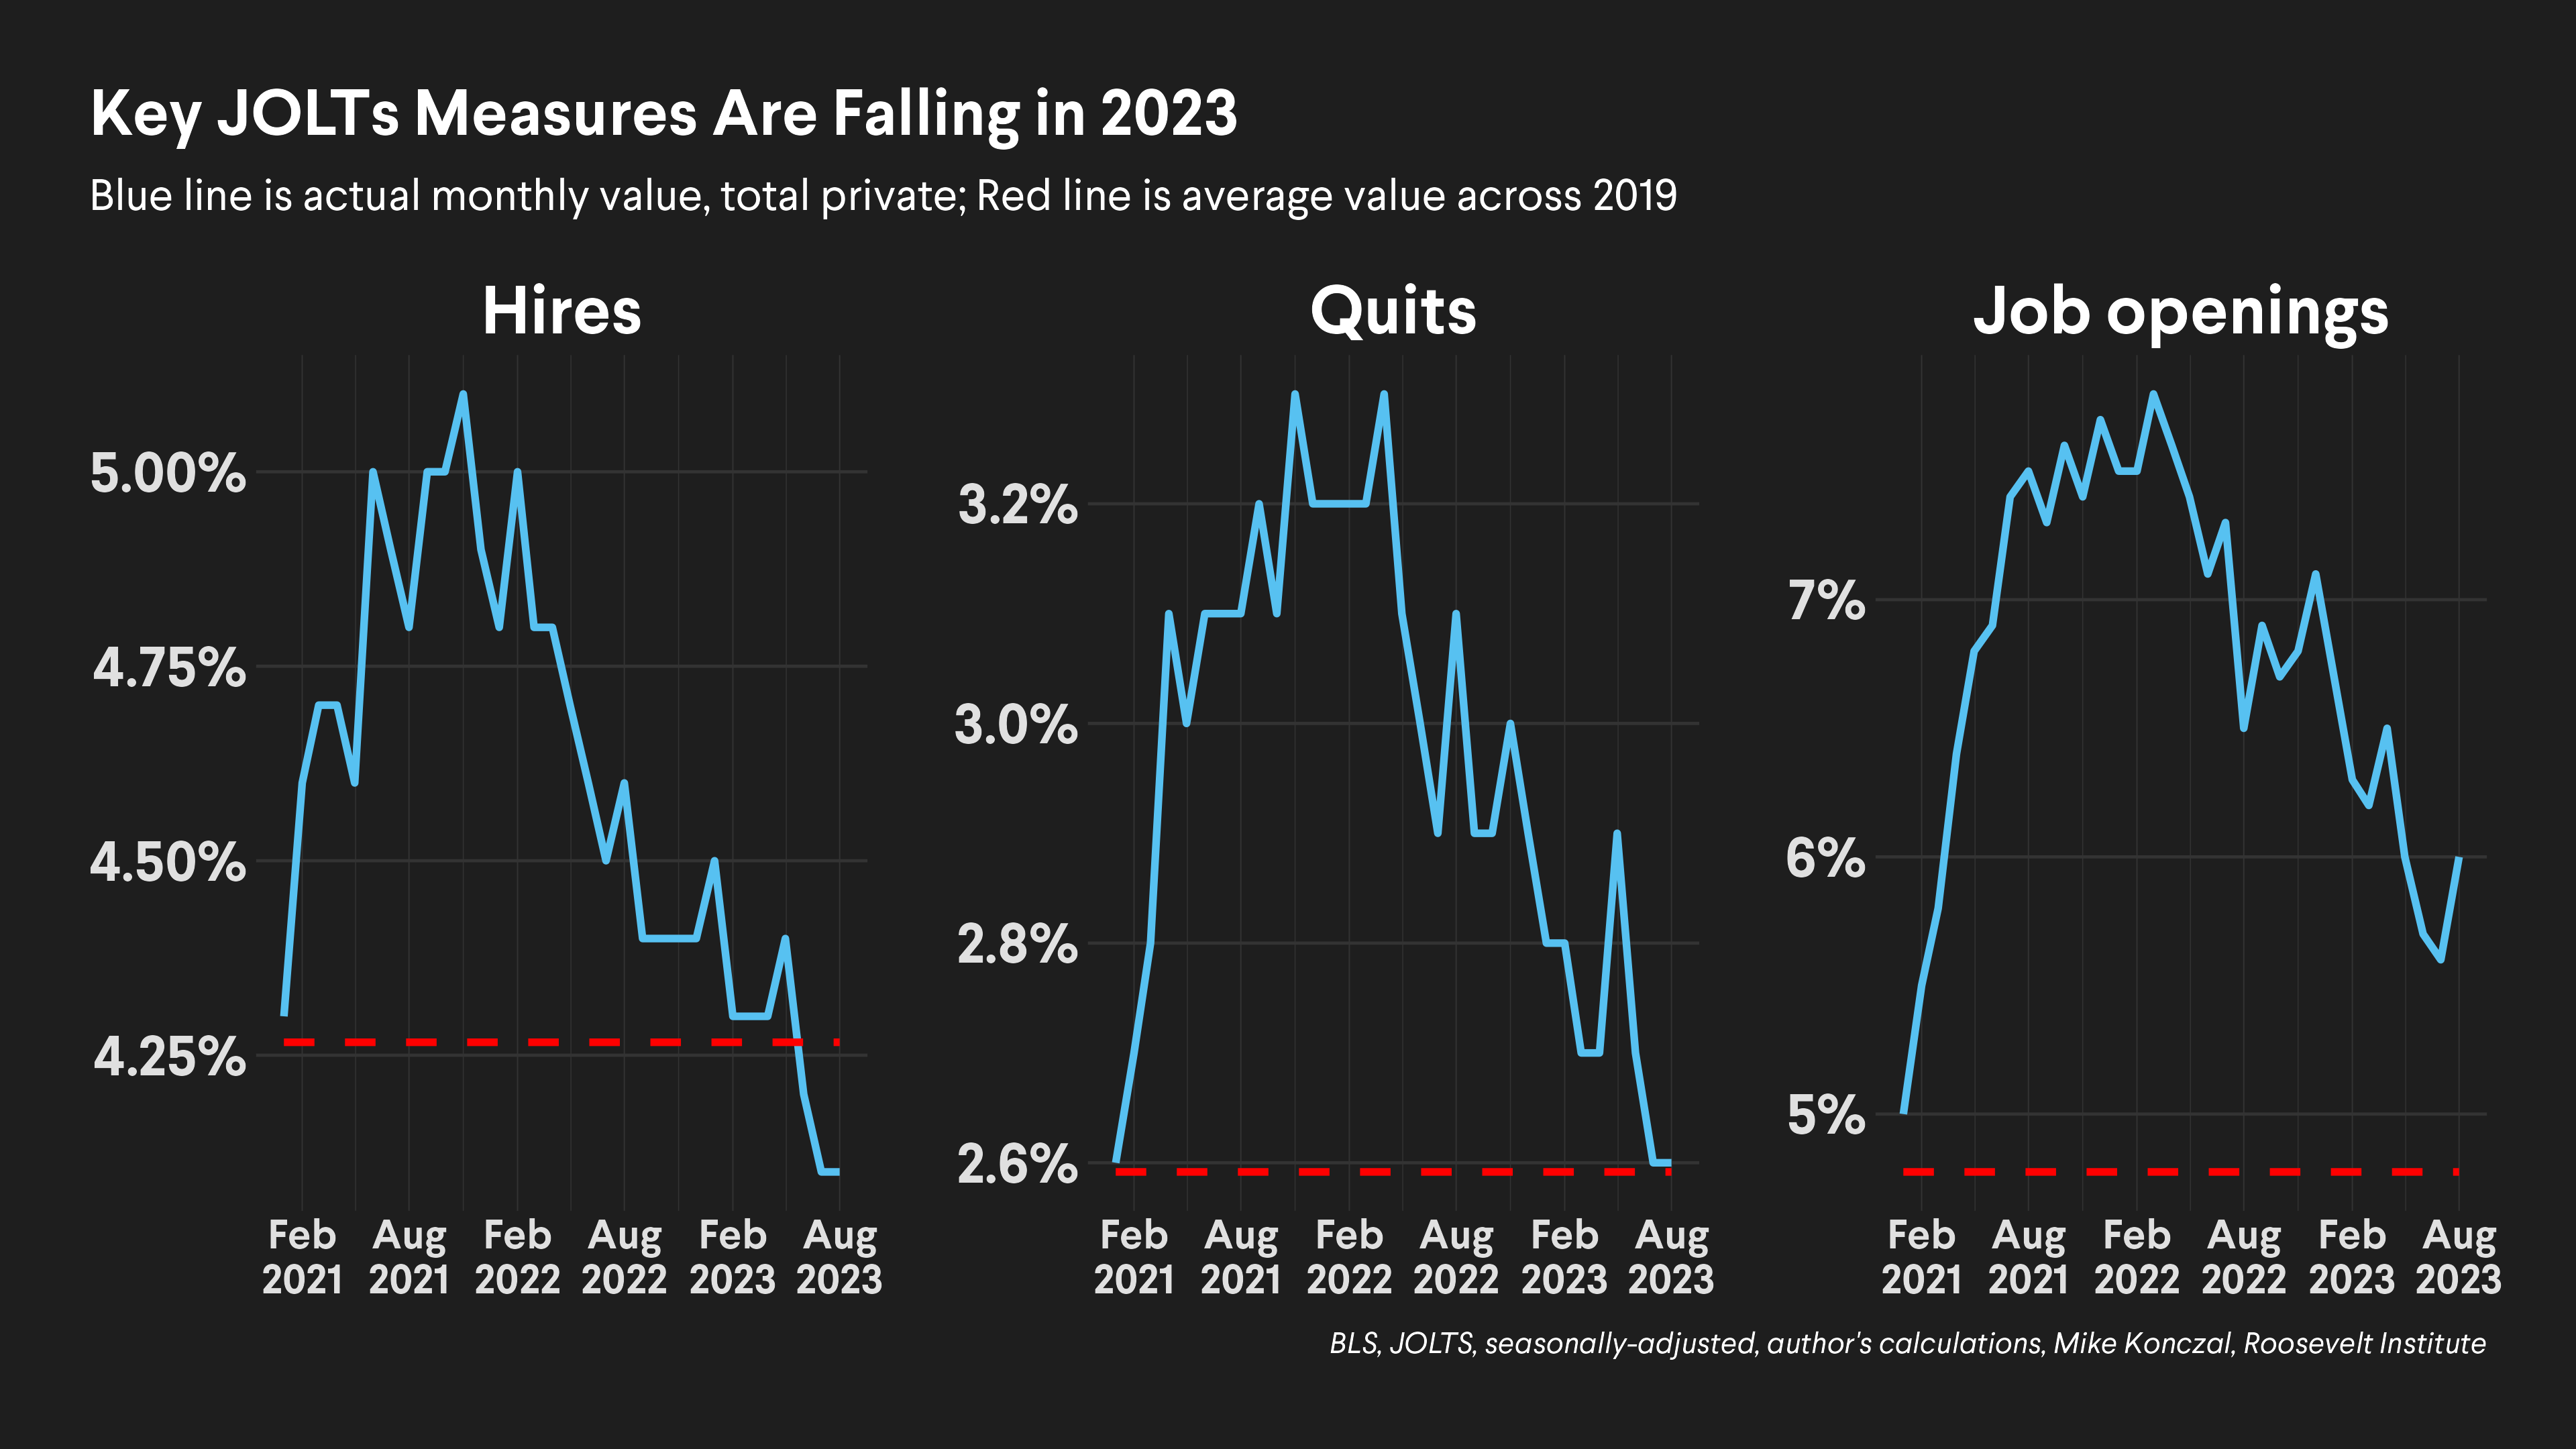 Key JOLTs Measures Are Falling in 2023
Blue line is actual monthly value, total private; Red line is average value across 2019
Hires
5.00%
4.75%
4.50%
4.25%
Feb 2021
Aug 2021
Feb 2022
Aug 2022
Feb 2023
Aug 2023
Quits
3.2%
3.0%
2.8%
2.6%
Feb 2021
Aug 2021
Feb 2022
Aug 2022
Feb 2023
Aug 2023
Job openings
7%
6%
5%
Feb 2021
Aug 2021
Feb 2022
Aug 2022
Feb 2023
Aug 2023
BLS, JOLTS, seasonally-adjusted, author's calculations, Mike Konczal, Roosevelt Institute